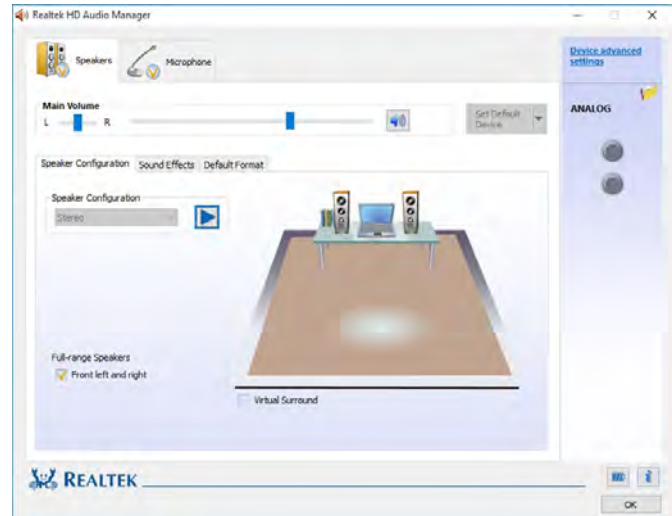 Realtek HD Audio Manager
Speakers
Microphone
Device advanced
settings
Main Volume
L R
Set Default
Device
ANALOG
Speaker Configuration Sound Effects Default Format
Speaker Configuration
Stereo
Full-range Speakers
Front left and right
Virtual Surround
REALTEK
OK